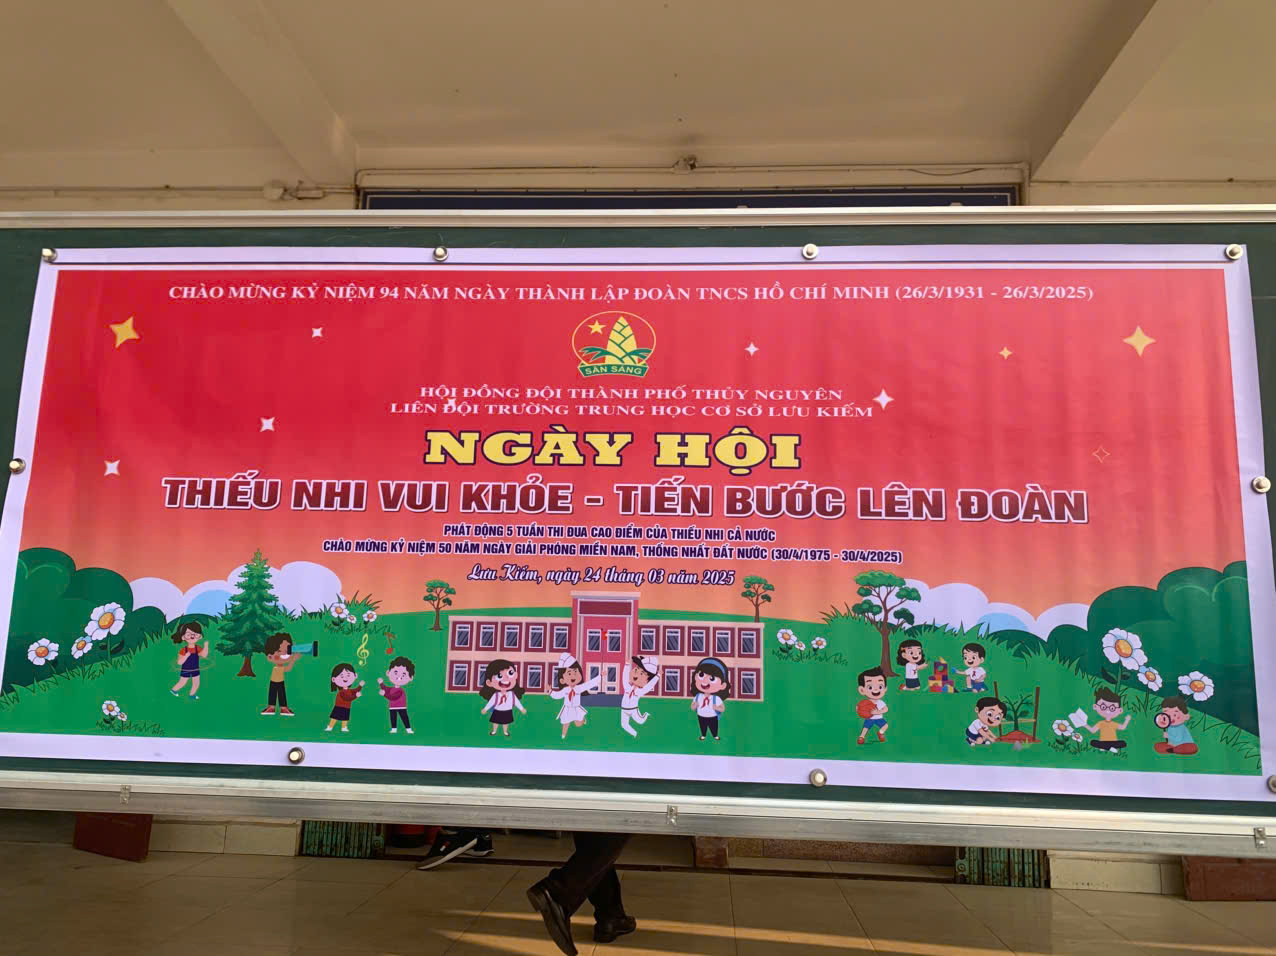 CHÀO MỪNG KỶ NIỆM 94 NĂM NGÀY THÀNH LẬP ĐOÀN TNCS HỒ CHÍ MINH (26/3/1931 - 26/3/2025)
SẴN SÀNG
HỘI ĐỒNG ĐỘI THÀNH PHỐ THỦY NGUYÊN
LIÊN ĐỘI TRƯỜNG TRUNG HỌC CƠ SỞ LƯU KIẾM
NGÀY HỘI
THIẾU NHI VUI KHỎE - TIẾN BƯỚC LÊN ĐOÀN
PHÁT ĐỘNG 5 TUẦN THI ĐUA CAO ĐIỂM CỦA THIẾU NHI CẢ NƯỚC
CHÀO MỪNG KỶ NIỆM 50 NĂM NGÀY GIẢI PHÓNG MIỀN NAM, THỐNG NHẤT ĐẤT NƯỚC (30/4/1975 - 30/4/2025)
Lưu Kiếm, ngày 24 tháng 03 năm 2025